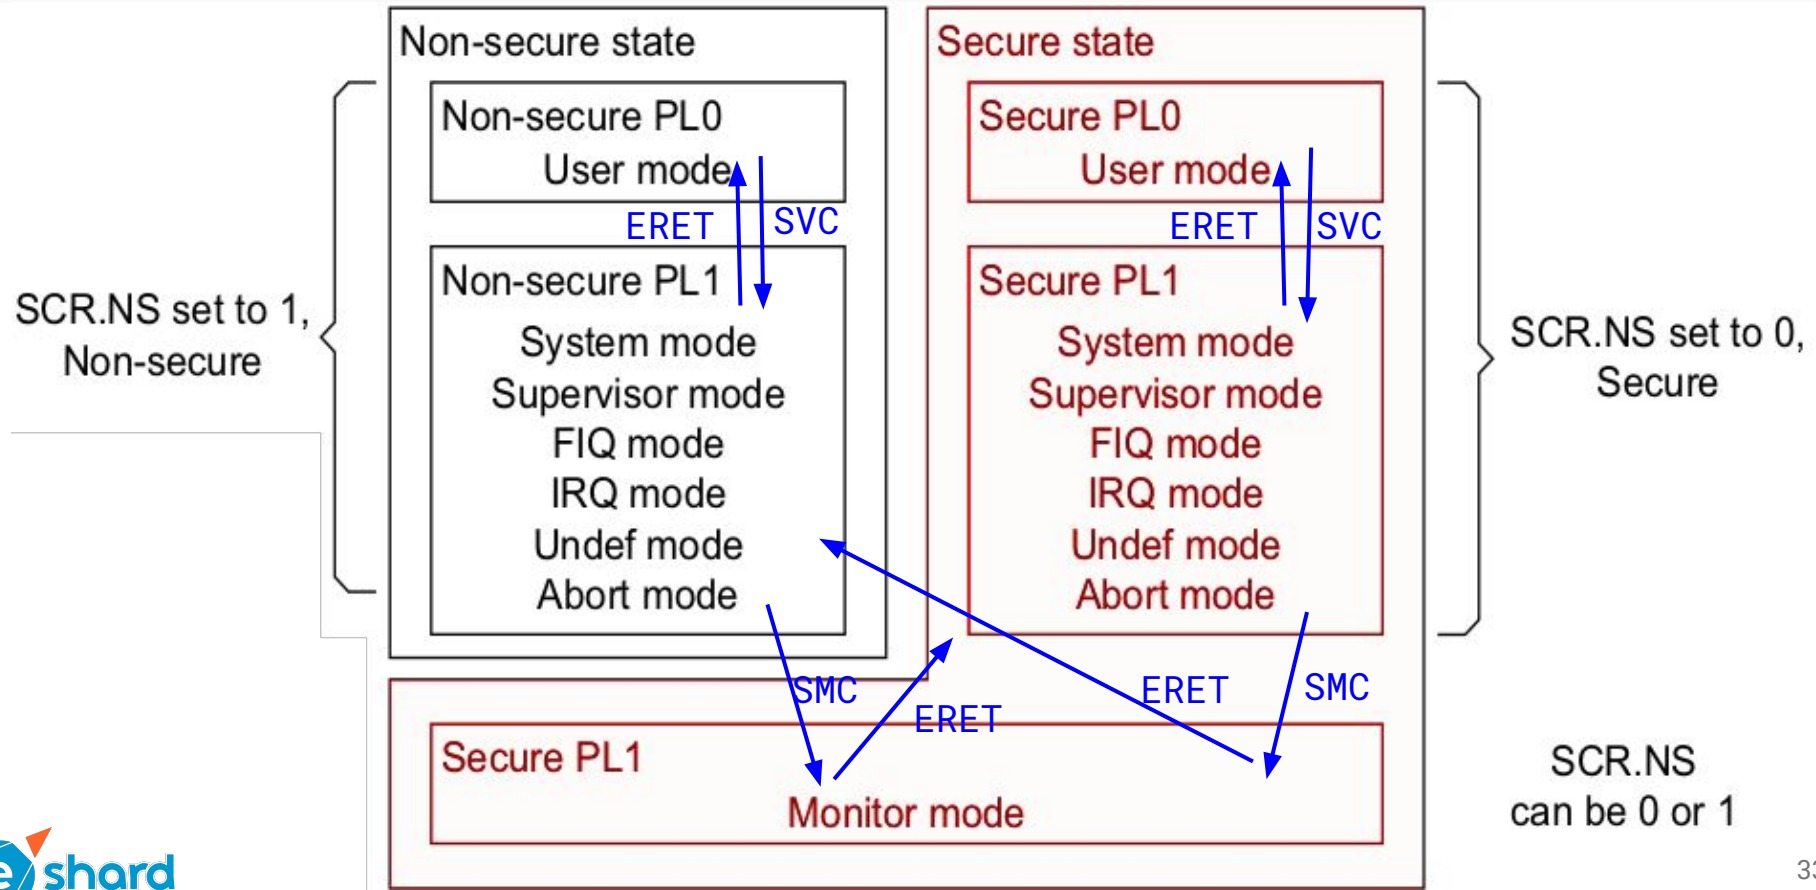 Non-secure state
Non-secure PL0
User mode
ERET
SVC
Non-secure PL1
System mode
Supervisor mode
FIQ mode
IRQ mode
Undef mode
Abort mode
SCR.NS set to 1,
Non-secure
Secure state
Secure PL0
User mode
ERET
SVC
Secure PL1
System mode
Supervisor mode
FIQ mode
IRQ mode
Undef mode
Abort mode
SCR.NS set to 0,
Secure
SMC
ERET
ERET
SMC
Secure PL1
Monitor mode
SCR.NS
can be 0 or 1
eshard
33